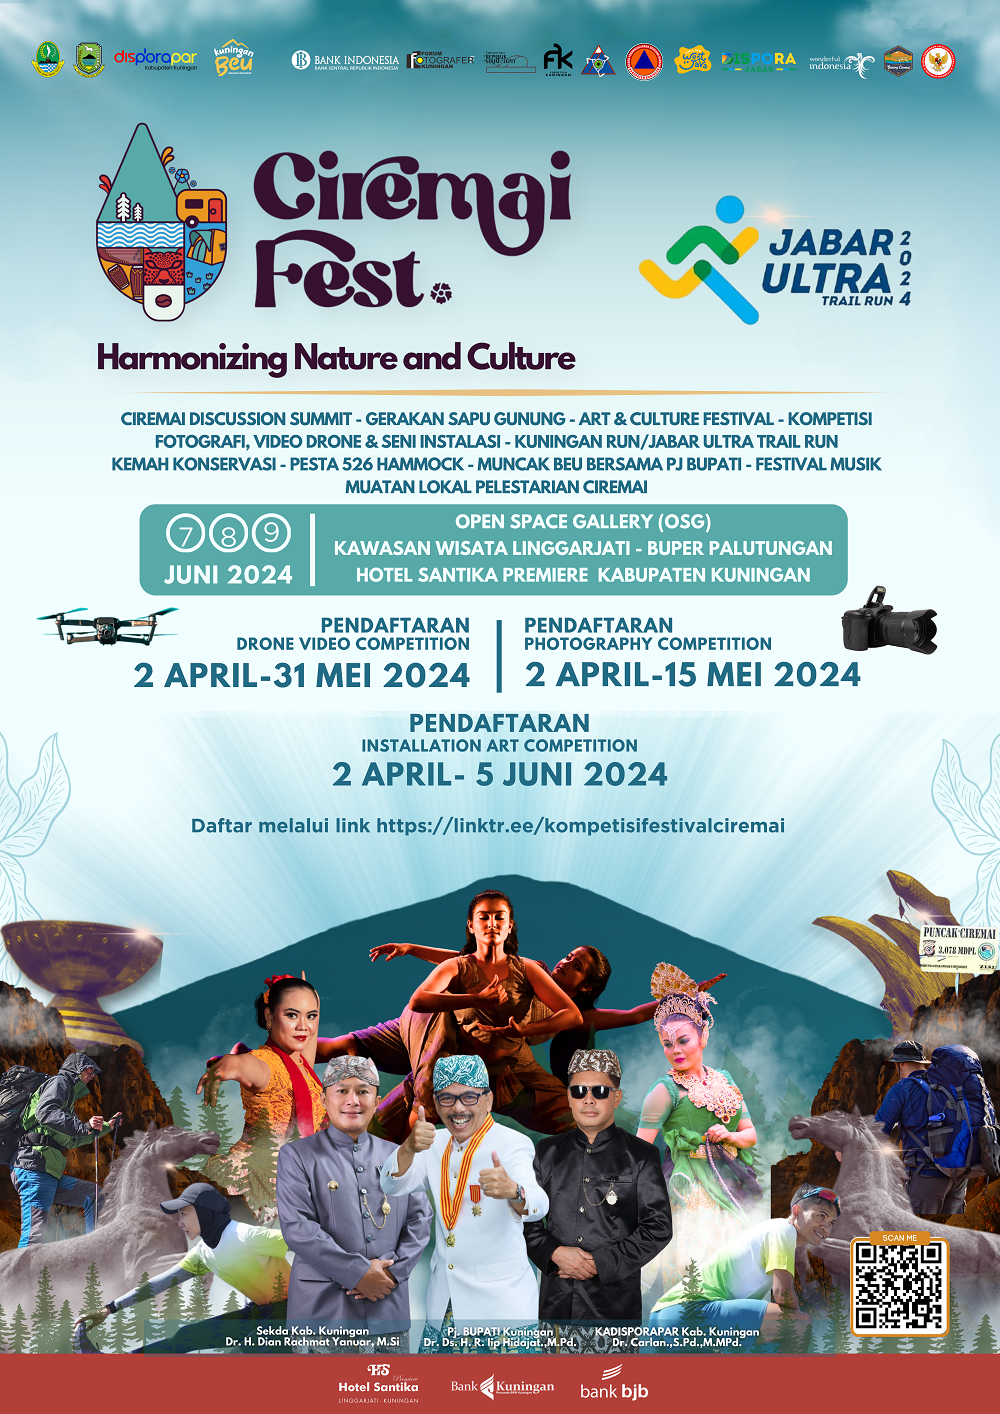 disporapar
Kabupaten Kuningan
kuningan
Beu
BANK INDONESIA
BANK SENTRAL REPUBLIK INDONESIA
FORUM
FOTOGRAFER
KUNINGAN
DISPORA
JABAR
wonderful
indonesia
Ciremai
Fest.
JABAR
ULTRA
TRAIL RUN
2024
Harmonizing Nature and Culture
CIREMAI DISCUSSION SUMMIT - GERAKAN SAPU GUNUNG - ART & CULTURE FESTIVAL - KOMPETISI
FOTOGRAFI, VIDEO DRONE & SENI INSTALASI - KUNINGAN RUN/JABAR ULTRA TRAIL RUN
KEMAH KONSERVASI - PESTA 526 HAMMOCK - MUNCAK BEU BERSAMA PJ BUPATI - FESTIVAL MUSIK
MUATAN LOKAL PELESTARIAN CIREMAI
7 8 9
JUNI 2024
OPEN SPACE GALLERY (OSG)
KAWASAN WISATA LINGGARJATI - BUPER PALUTUNGAN
HOTEL SANTIKA PREMIERE KABUPATEN KUNINGAN
PENDAFTARAN
DRONE VIDEO COMPETITION
2 APRIL-31 MEI 2024
PENDAFTARAN
PHOTOGRAPHY COMPETITION
2 APRIL-15 MEI 2024
PENDAFTARAN
INSTALLATION ART COMPETITION
2 APRIL- 5 JUNI 2024
Daftar melalui link https://linktr.ee/kompetisifestivalciremai
PUNCAK-CIREMAI
3.078 MDPL
SCAN ME
Sekda Kab. Kuningan
Dr. H. Dian Rachmat Yanuar, M.Si
Pj. BUPATI Kuningan
Dr. Ds. H. R. Iip Hidajat.,M.Pd.
KADISPORAPAR Kab. Kuningan
Dr. Carlan.,S.Pd.,M.MPd.
HS
Premiere
Hotel Santika
LINGGARJATI - KUNINGAN
Bank Kuningan
bank bjb